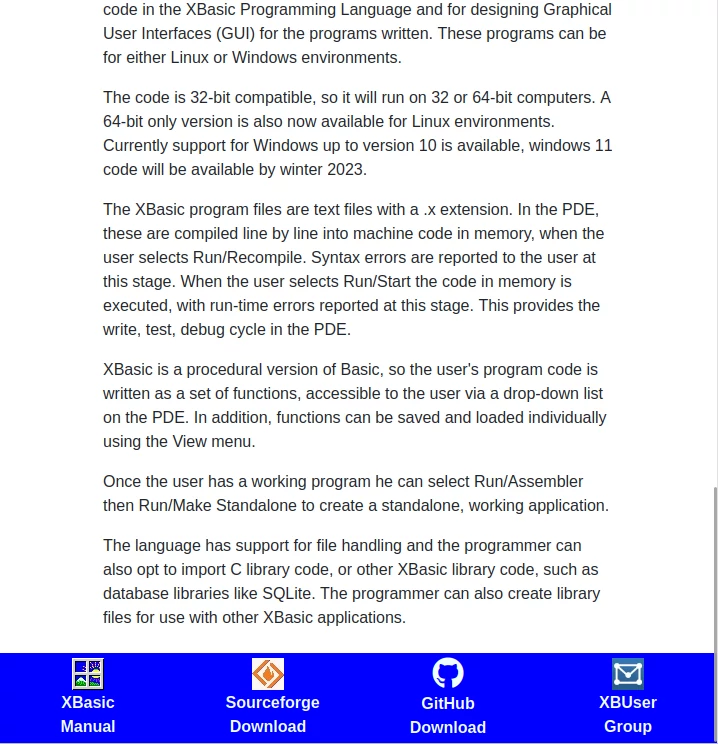 code in the XBasic Programming Language and for designing Graphical
User Interfaces (GUI) for the programs written. These programs can be
for either Linux or Windows environments.
The code is 32-bit compatible, so it will run on 32 or 64-bit computers. A
64-bit only version is also now available for Linux environments.
Currently support for Windows up to version 10 is available, windows 11
code will be available by winter 2023.
The XBasic program files are text files with a .x extension. In the PDE,
these are compiled line by line into machine code in memory, when the
user selects Run/Recompile. Syntax errors are reported to the user at
this stage. When the user selects Run/Start the code in memory is
executed, with run-time errors reported at this stage. This provides the
write, test, debug cycle in the PDE.
XBasic is a procedural version of Basic, so the user's program code is
written as a set of functions, accessible to the user via a drop-down list
on the PDE. In addition, functions can be saved and loaded individually
using the View menu.
Once the user has a working program he can select Run/Assembler
then Run/Make Standalone to create a standalone, working application.
The language has support for file handling and the programmer can
also opt to import C library code, or other XBasic library code, such as
database libraries like SQLite. The programmer can also create library
files for use with other XBasic applications.
XBasic
Manual
Sourceforge
Download
GitHub
Download
XBUser
Group